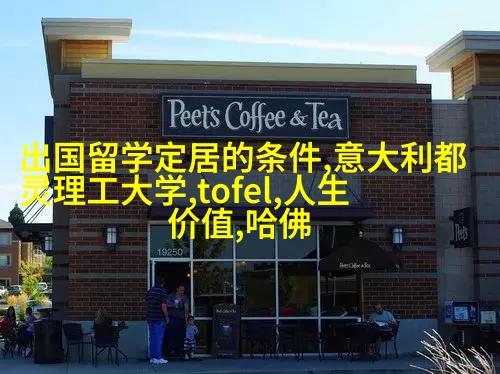 Peet's Coffee & Tea
出国留学定居的条件,意大利都
灵理工大学,tofel,人生
价值,哈佛
19250
Peet's Coffee & Tea
Peet's